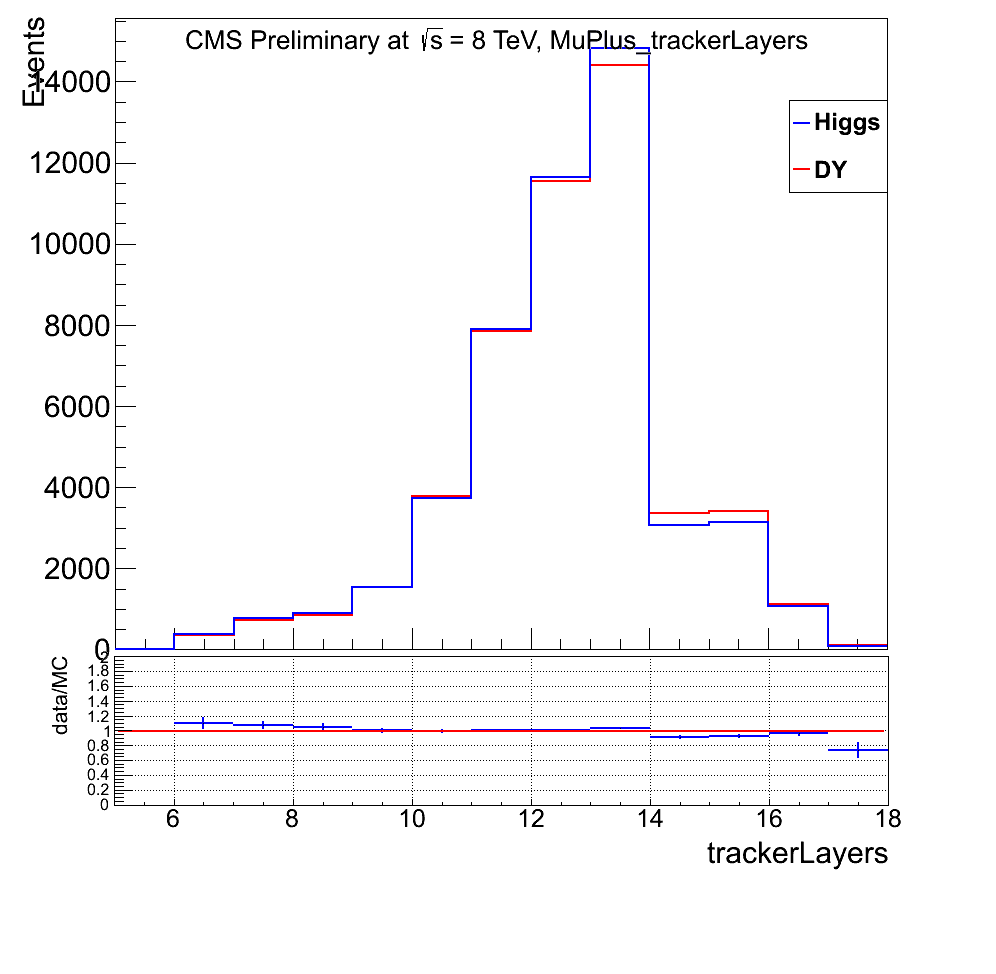 CMS Preliminary at √s = 8 TeV, MuPlus_trackerLayers
Events
14000
12000
10000
8000
6000
4000
2000
0
Higgs
DY
data/MC
2
1.8
1.6
1.4
1.2
1
0.8
0.6
0.4
0.2
0
6 8 10 12 14 16 18
trackerLayers